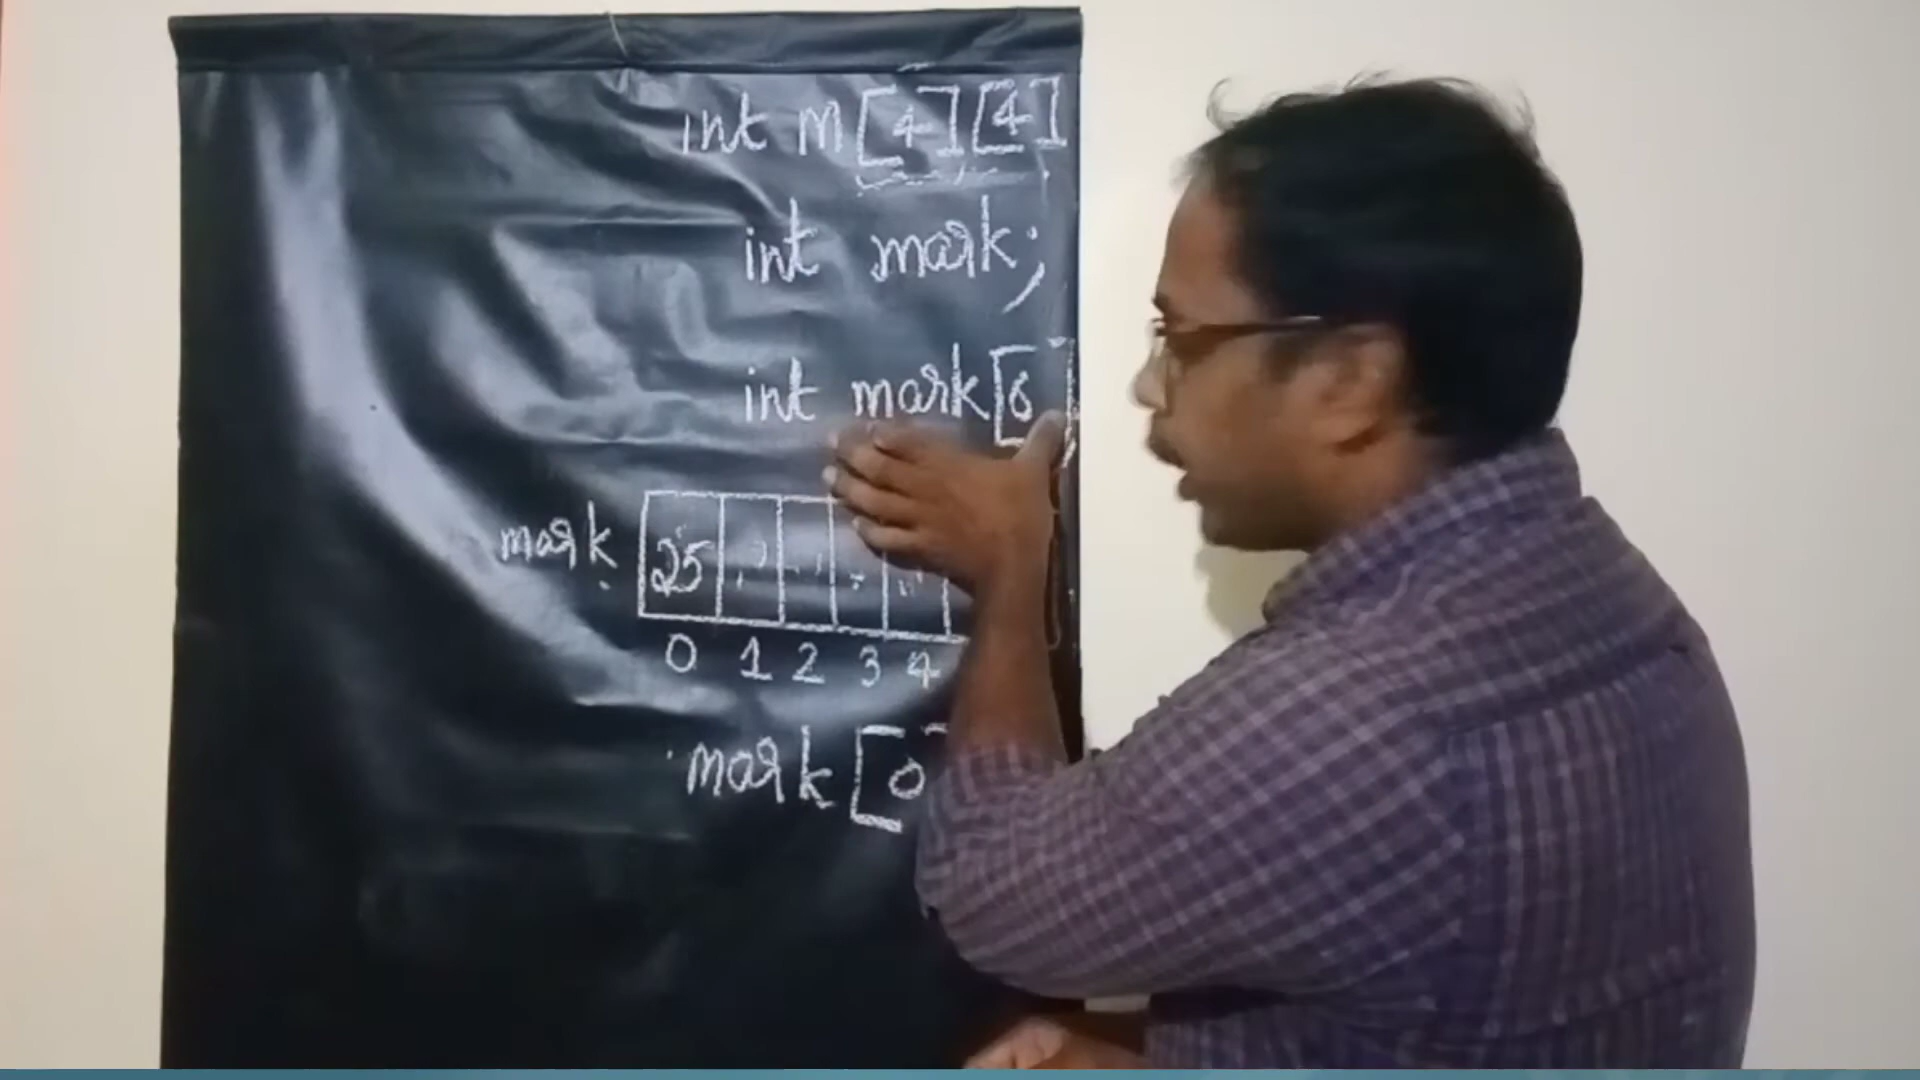 int m[4][4]
int mark;
int mark[6];
mark 25
0 1 2 3 4
mark[0